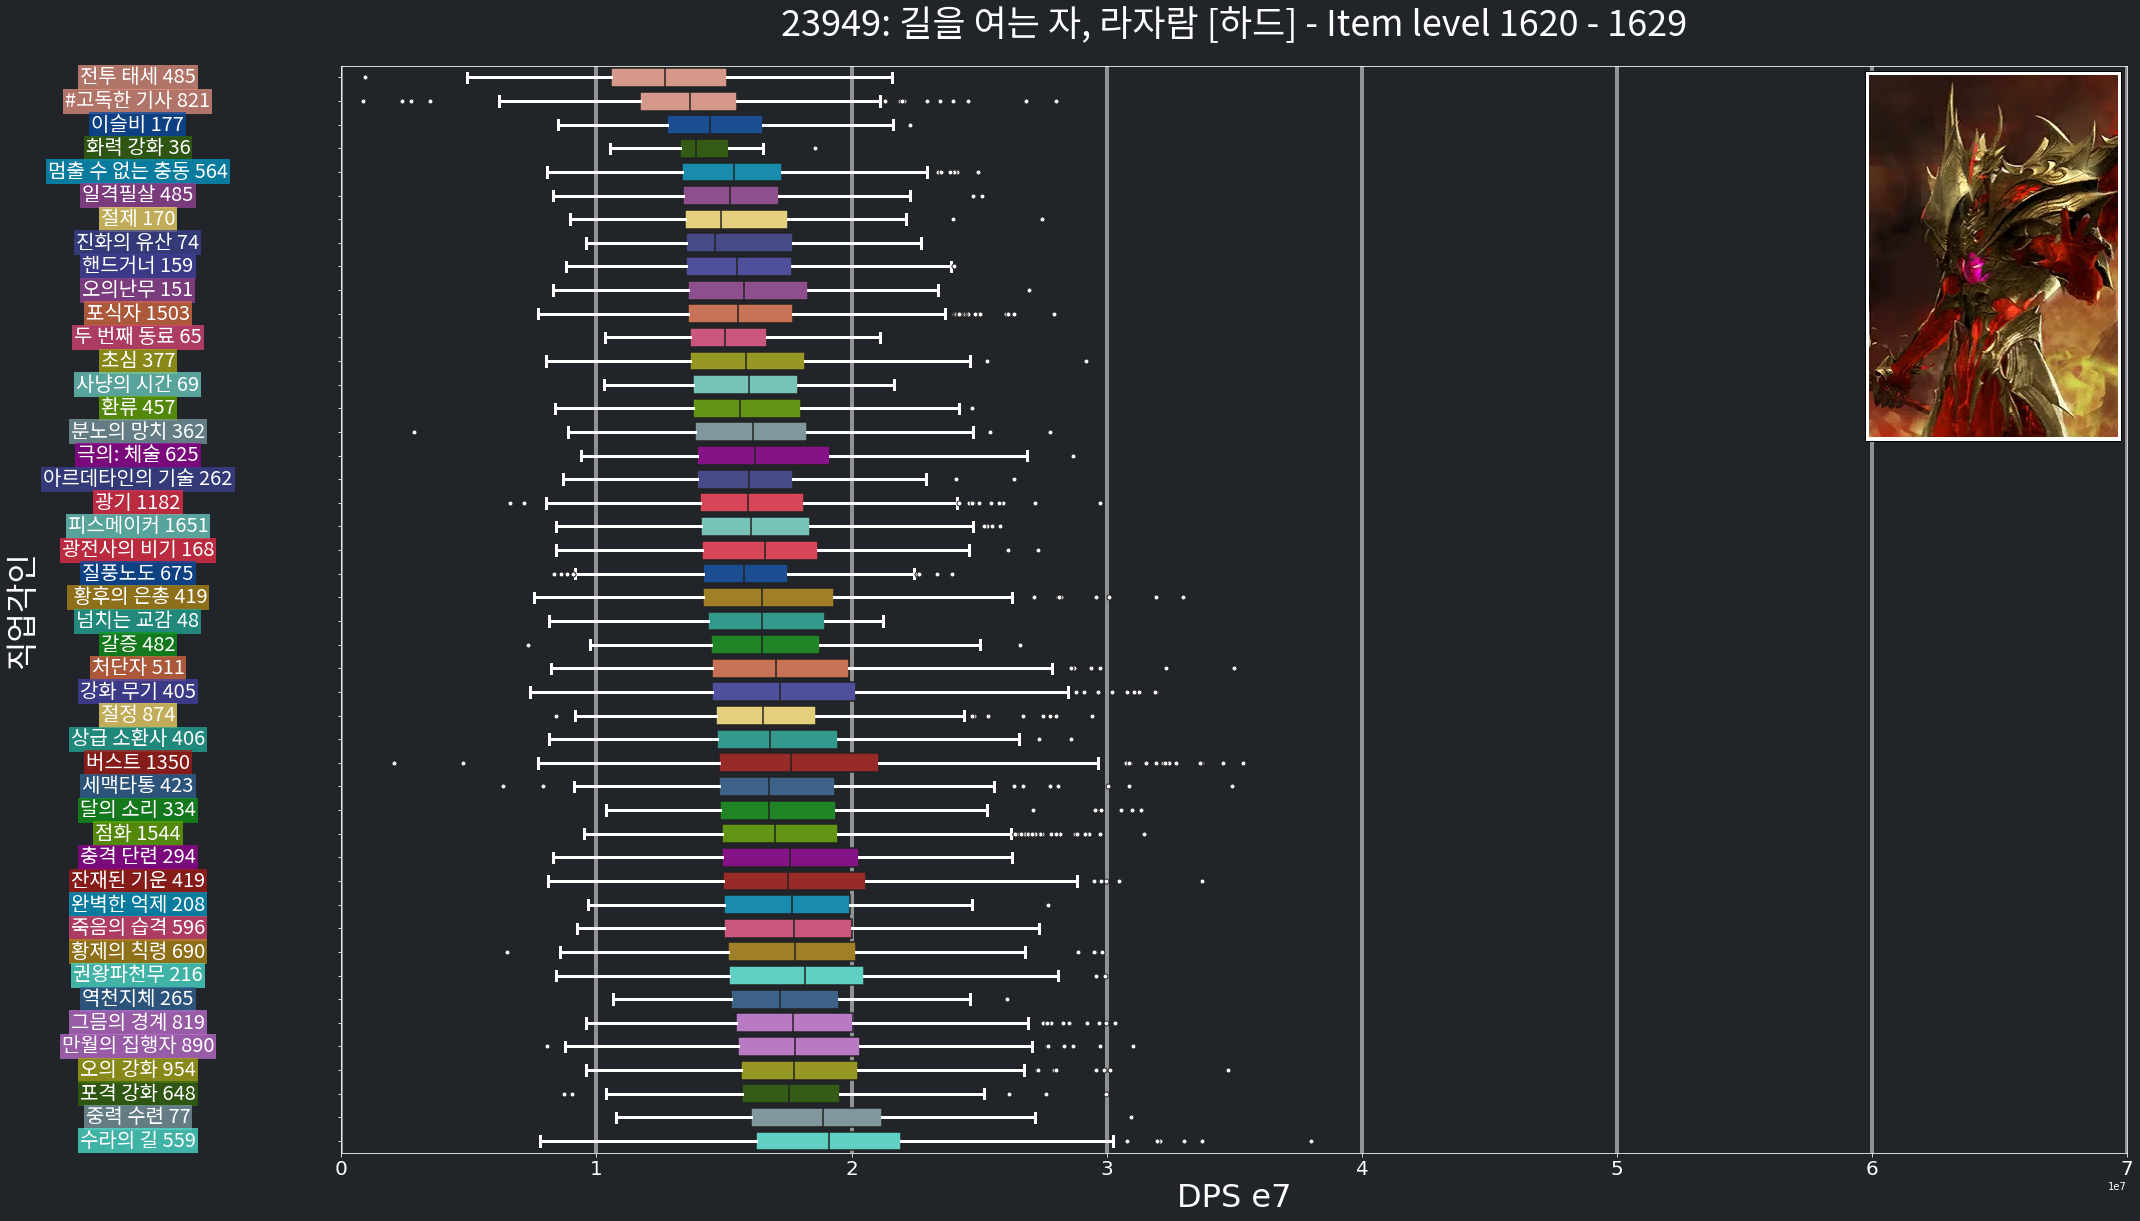 23949: 길을 여는 자, 라자람 [하드] - Item level 1620 - 1629
전투 태세 485
#고독한 기사 821
이슬비 177
화력 강화 36
멈출 수 없는 충동 564
일격필살 485
절제 170
진화의 유산 74
핸드거너 159
오의난무 151
포식자 1503
두 번째 동료 65
초심 377
사냥의 시간 69
환류 457
분노의 망치 362
극의: 체술 625
아르데타인의 기술 262
광기 1182
피스메이커 1651
광전사의 비기 168
질풍노도 675
황후의 은총 419
넘치는 교감 48
갈증 482
처단자 511
강화 무기 405
절정 874
상급 소환사 406
버스트 1350
세맥타통 423
달의 소리 334
점화 1544
충격 단련 294
잔재된 기운 419
완벽한 억제 208
죽음의 습격 596
황제의 칙령 690
권왕파천무 216
역천지체 265
그믐의 경계 819
만월의 집행자 890
오의 강화 954
포격 강화 648
중력 수련 77
수라의 길 559
직업각인
0 1 2 3 4 5 6 7
DPS e7
1e7